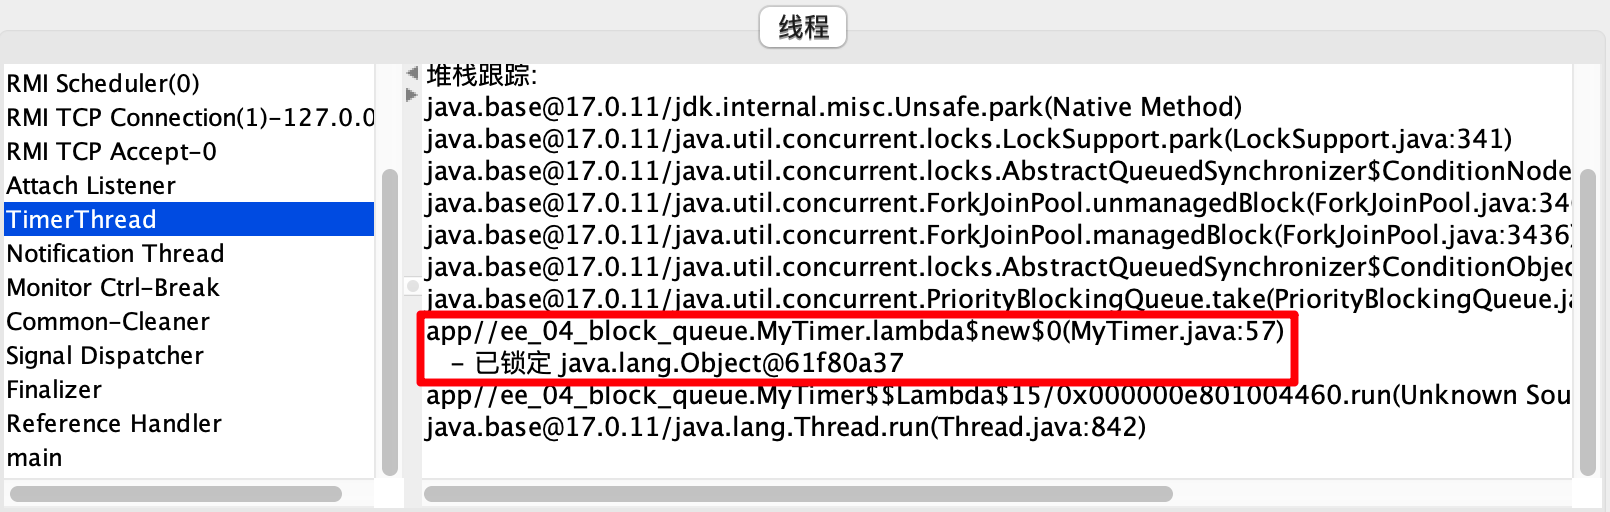 线程
RMI Scheduler(0)
RMI TCP Connection(1)-127.0.0
RMI TCP Accept-0
Attach Listener
TimerThread
Notification Thread
Monitor Ctrl-Break
Common-Cleaner
Signal Dispatcher
Finalizer
Reference Handler
main
堆栈跟踪:
java.base@17.0.11/jdk.internal.misc.Unsafe.park(Native Method)
java.base@17.0.11/java.util.concurrent.locks.LockSupport.park(LockSupport.java:341)
java.base@17.0.11/java.util.concurrent.locks.AbstractQueuedSynchronizer$ConditionNode
java.base@17.0.11/java.util.concurrent.ForkJoinPool.unmanagedBlock(ForkJoinPool.java:34
java.base@17.0.11/java.util.concurrent.ForkJoinPool.managedBlock(ForkJoinPool.java:3436)
java.base@17.0.11/java.util.concurrent.locks.AbstractQueuedSynchronizer$ConditionObjec
java.base@17.0.11/java.util.concurrent.PriorityBlockingQueue.take(PriorityBlockingQueue.ja
app//ee_04_block_queue.MyTimer.lambda$new$0(MyTimer.java:57)
- 已锁定 java.lang.Object@61f80a37
app//ee_04_block_queue.MyTimer$$Lambda$15/0x000000e801004460.run(Unknown Sou
java.base@17.0.11/java.lang.Thread.run(Thread.java:842)